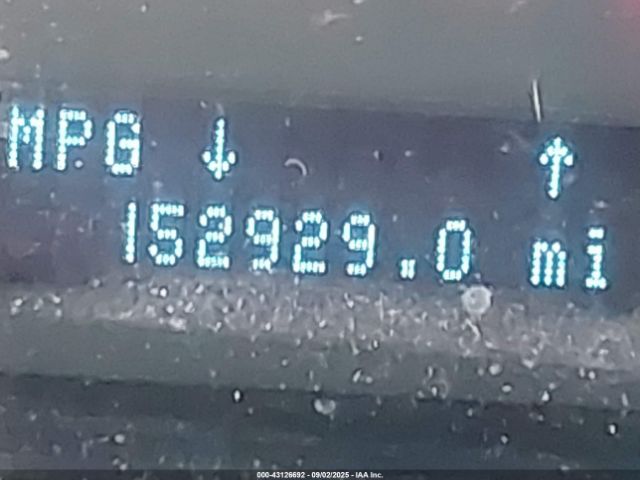 MPG ↓ ↑
152929.0 mi
000-43126692 - 09/02/2025 - IAA Inc.